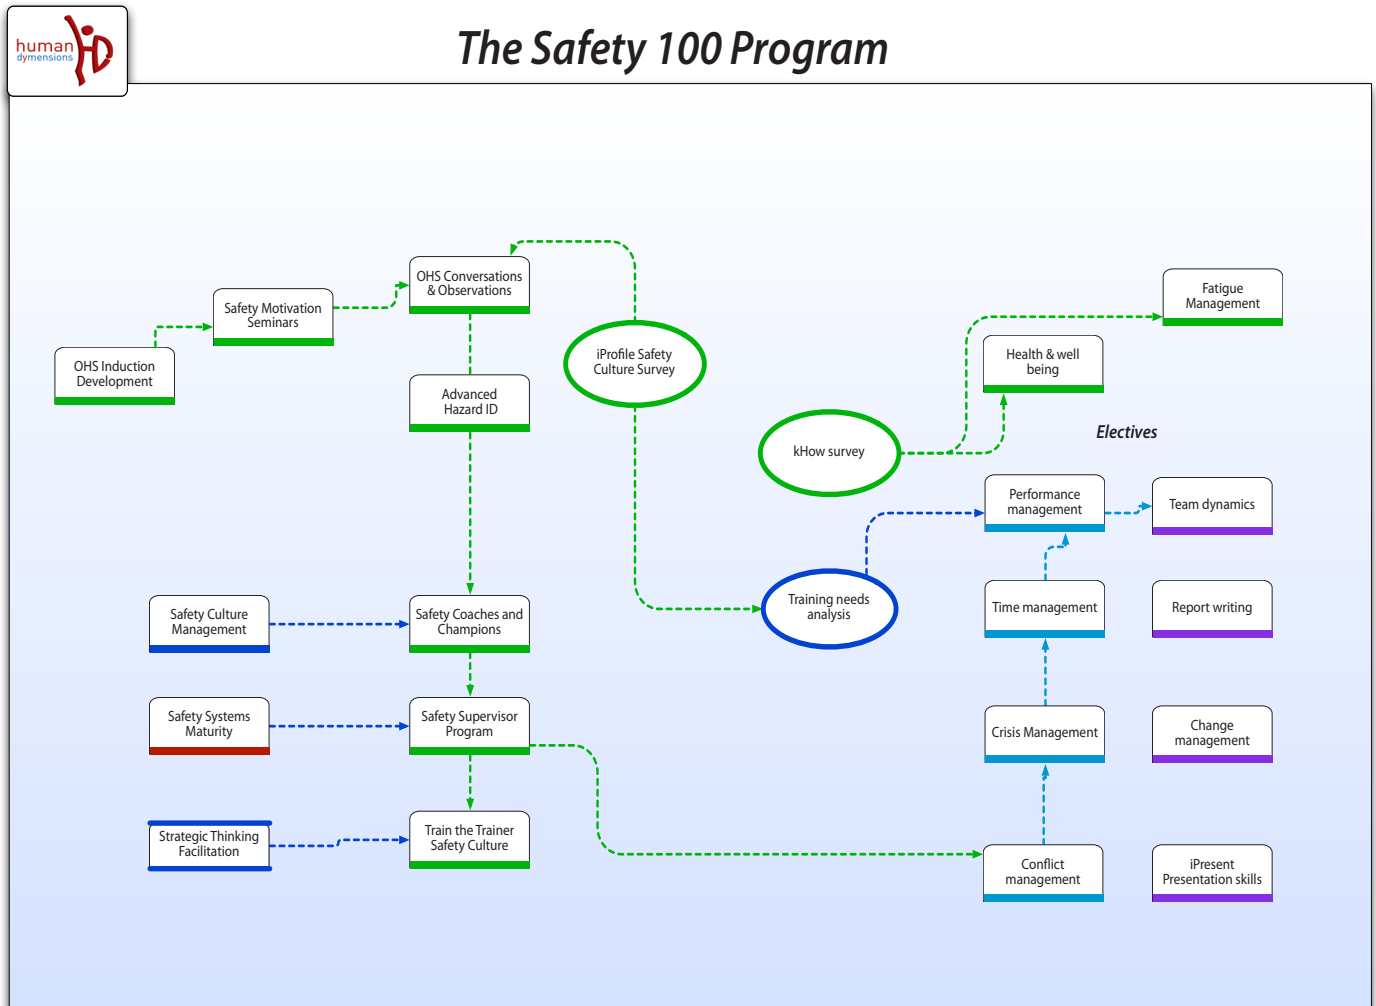 human
dymensions
HD
The Safety 100 Program
OHS Conversations
& Observations
Safety Motivation
Seminars
OHS Induction
Development
iProfile Safety
Culture Survey
Advanced
Hazard ID
Fatigue
Management
Health & well
being
kHow survey
Electives
Performance
management
Team dynamics
Training needs
analysis
Time management
Report writing
Safety Culture
Management
Safety Coaches and
Champions
Safety Systems
Maturity
Safety Supervisor
Program
Crisis Management
Change
management
Strategic Thinking
Facilitation
Train the Trainer
Safety Culture
Conflict
management
iPresent
Presentation skills